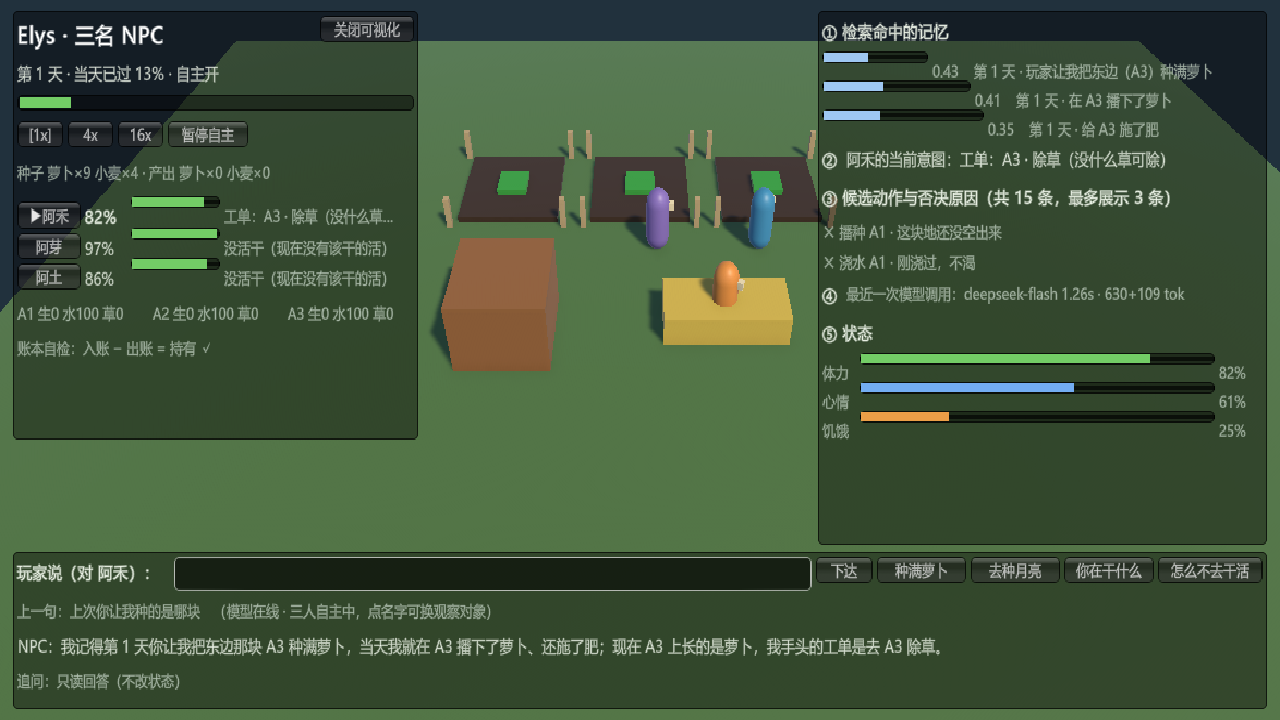 Elys · 三名 NPC
关闭可视化
第 1 天 · 当天已过 13% · 自主开
[1x] 4x 16x 暂停自主
种子 萝卜×9 小麦×4 · 产出 萝卜×0 小麦×0
▶阿禾 82% 工单：A3 · 除草（没什么草...
阿芽 97% 没活干（现在没有该干的活）
阿土 86% 没活干（现在没有该干的活）
A1 生0 水100 草0 A2 生0 水100 草0 A3 生0 水100 草0
账本自检：入账 − 出账 = 持有 √
① 检索命中的记忆
0.43 第 1 天 · 玩家让我把东边（A3）种满萝卜
0.41 第 1 天 · 在 A3 播下了萝卜
0.35 第 1 天 · 给 A3 施了肥
② 阿禾的当前意图：工单：A3 · 除草（没什么草可除）
③ 候选动作与否决原因（共 15 条，最多展示 3 条）
× 播种 A1 · 这块地还没空出来
× 浇水 A1 · 刚浇过，不渴
④ 最近一次模型调用：deepseek-flash 1.26s · 630+109 tok
⑤ 状态
体力 82%
心情 61%
饥饿 25%
玩家说（对 阿禾）：
下达 种满萝卜 去种月亮 你在干什么 怎么不去干活
上一句：上次你让我种的是哪块 （模型在线 · 三人自主中，点名字可换观察对象）
NPC：我记得第 1 天你让我把东边那块 A3 种满萝卜，当天我就在 A3 播下了萝卜、还施了肥；现在 A3 上长的是萝卜，我手头的工单是去 A3 除草。
追问：只读回答（不改状态）